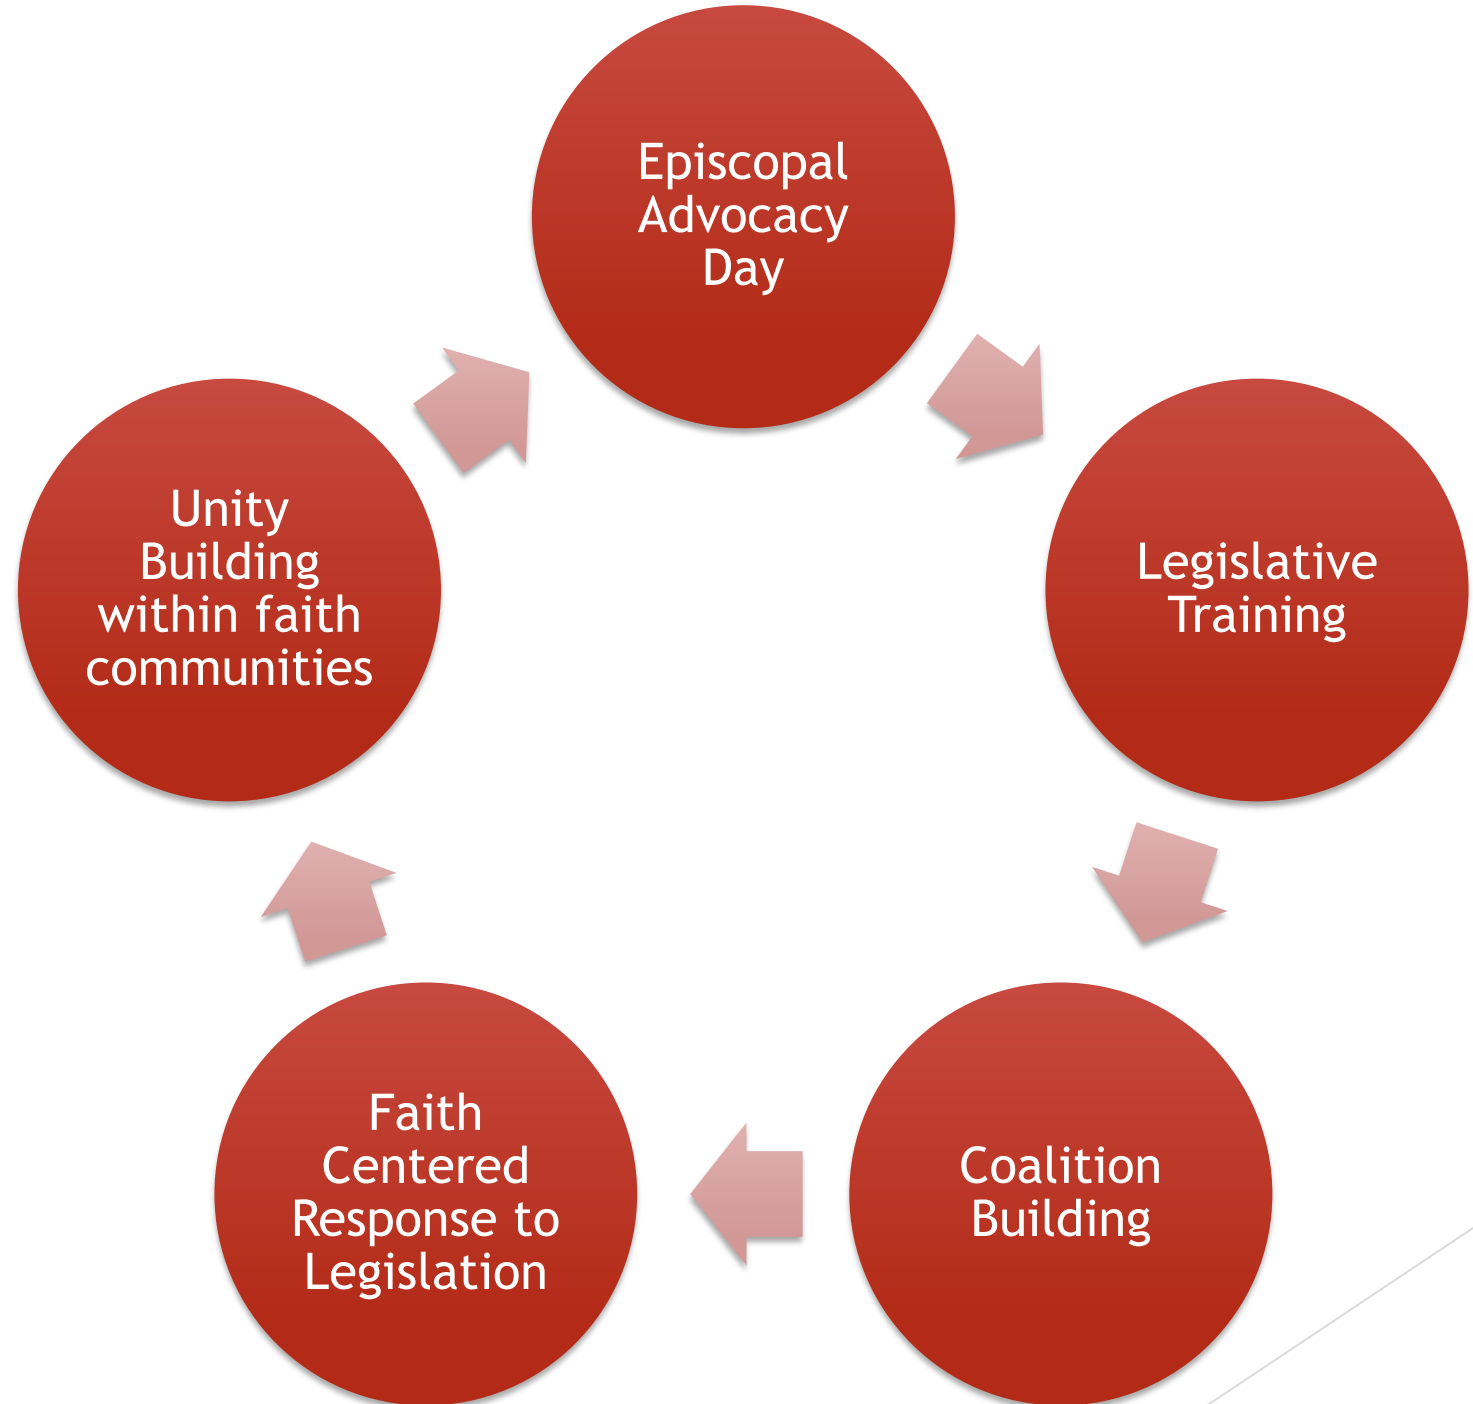 Episcopal
Advocacy
Day
Legislative
Training
Coalition
Building
Faith
Centered
Response to
Legislation
Unity
Building
within faith
communities